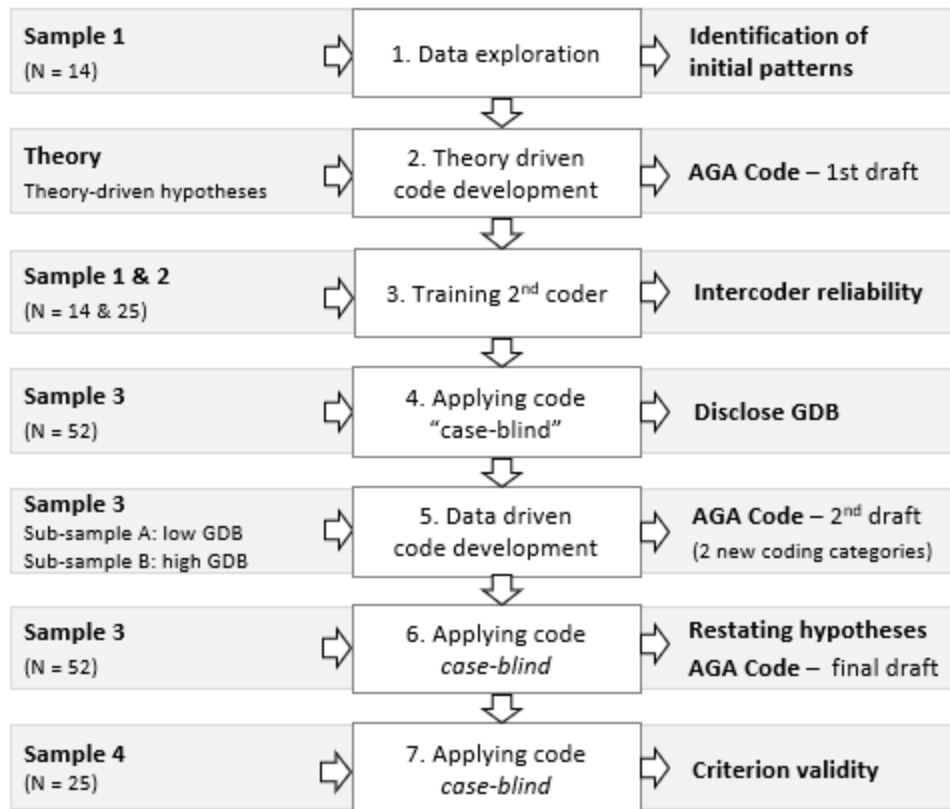 Sample 1
(N = 14)
1. Data exploration
Identification of
initial patterns
Theory
Theory-driven hypotheses
2. Theory driven
code development
AGA Code – 1st draft
Sample 1 & 2
(N = 14 & 25)
3. Training 2nd coder
Intercoder reliability
Sample 3
(N = 52)
4. Applying code
“case-blind”
Disclose GDB
Sample 3
Sub-sample A: low GDB
Sub-sample B: high GDB
5. Data driven
code development
AGA Code – 2nd draft
(2 new coding categories)
Sample 3
(N = 52)
6. Applying code
case-blind
Restating hypotheses
AGA Code – final draft
Sample 4
(N = 25)
7. Applying code
case-blind
Criterion validity